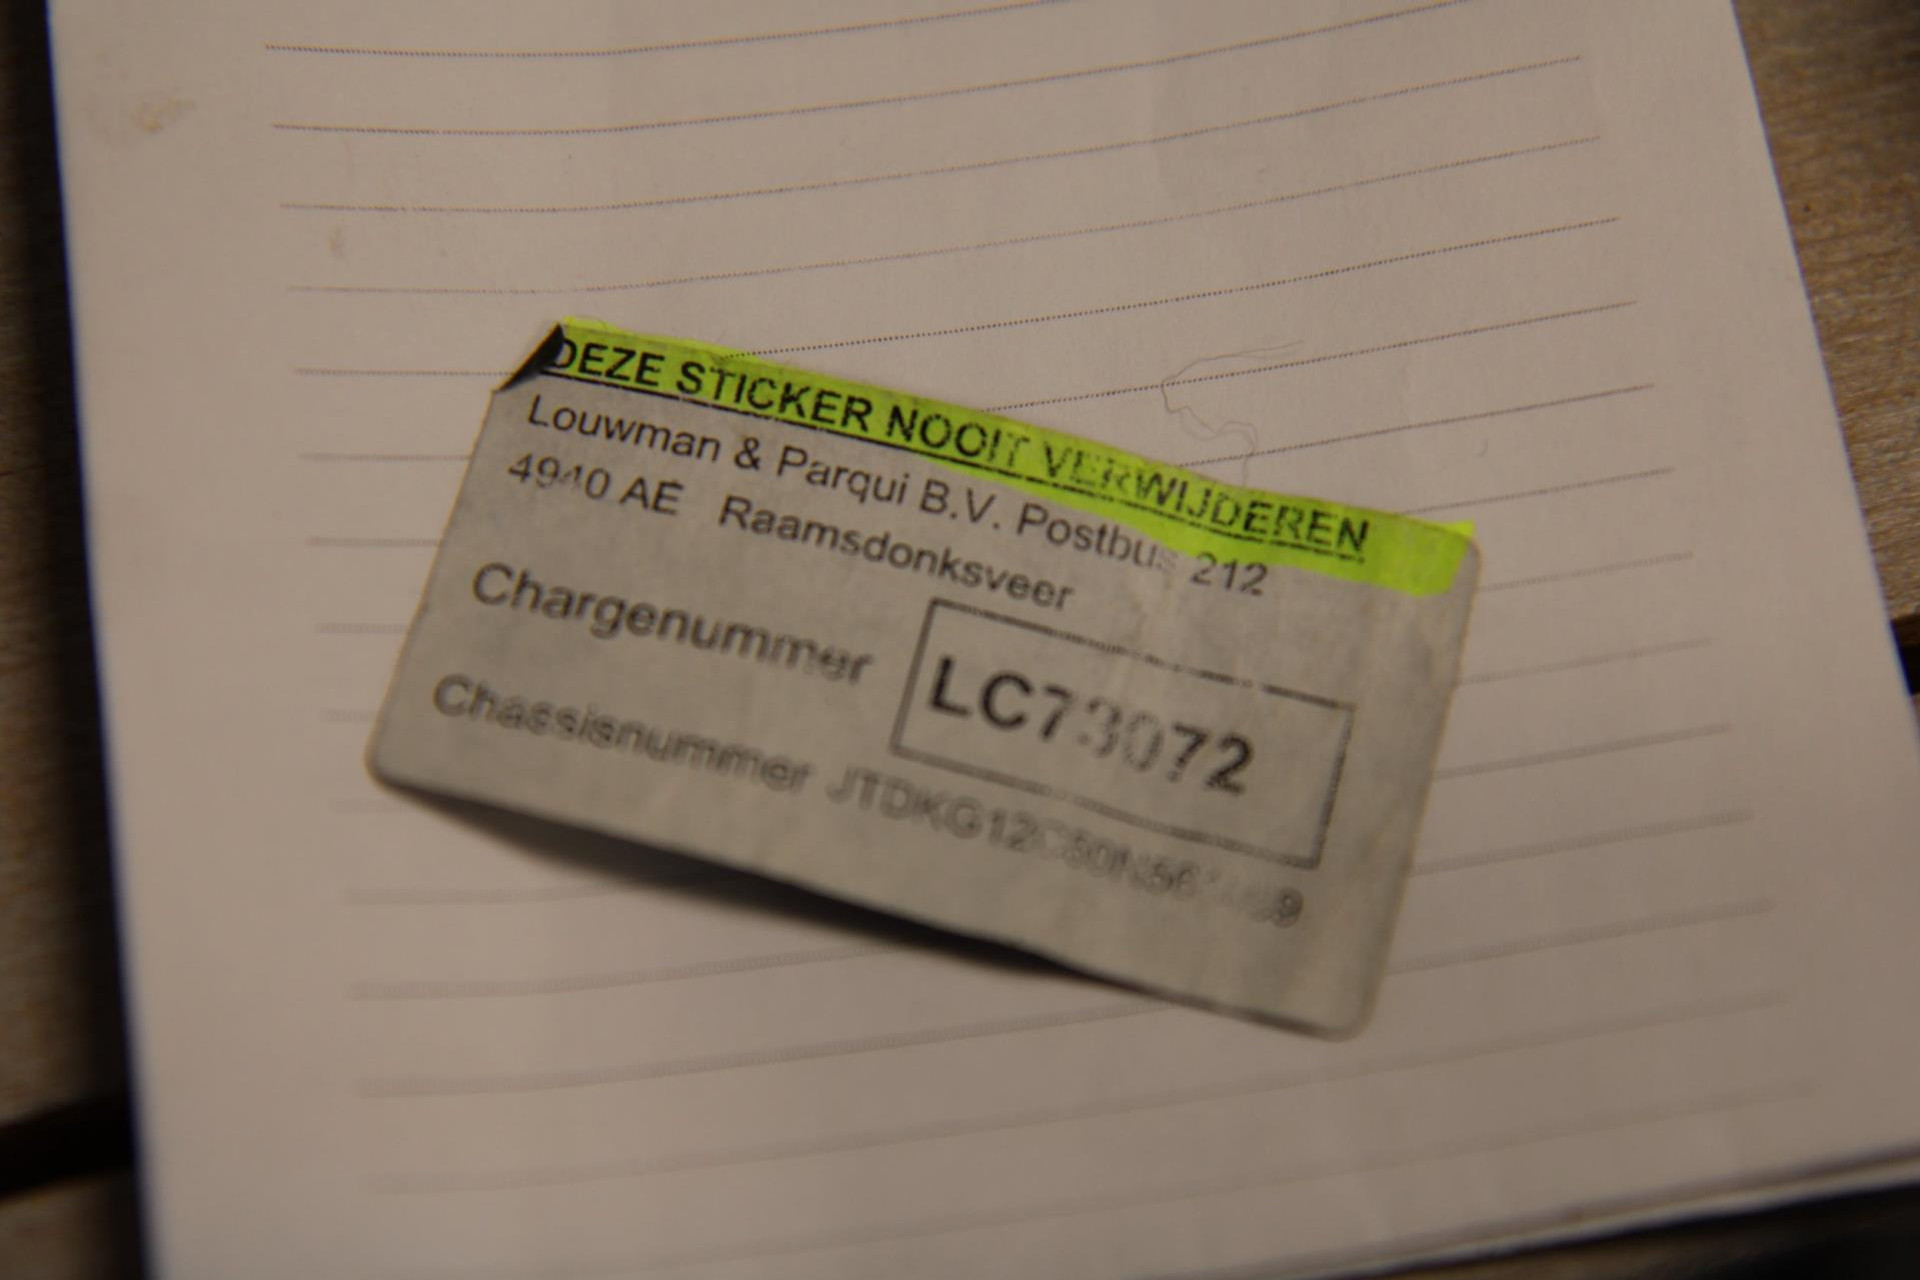 DEZE STICKER NOOIT VERWIJDEREN
Louwman & Parqui B.V. Postbus 212
4940 AE Raamsdonksveer
Chargenummer LC73072
Chassisnummer